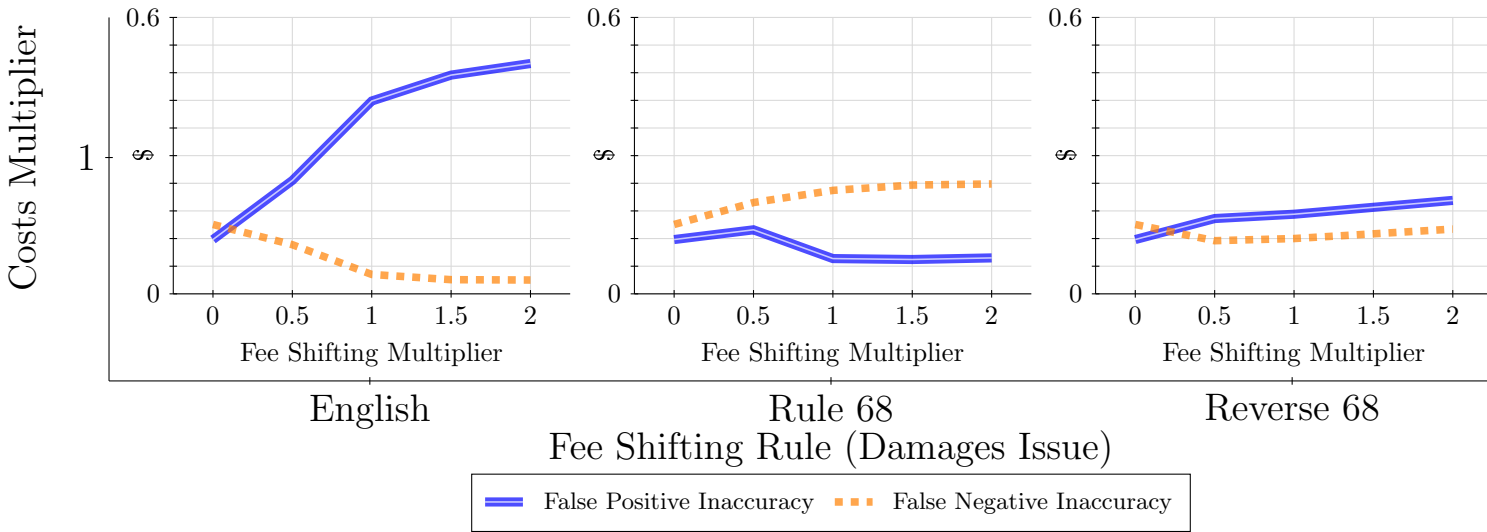 Costs Multiplier
1
0.6
$
0
0 0.5 1 1.5 2
Fee Shifting Multiplier
0.6
$
0
0 0.5 1 1.5 2
Fee Shifting Multiplier
0.6
$
0
0 0.5 1 1.5 2
Fee Shifting Multiplier
English
Rule 68
Reverse 68
Fee Shifting Rule (Damages Issue)
False Positive Inaccuracy
False Negative Inaccuracy